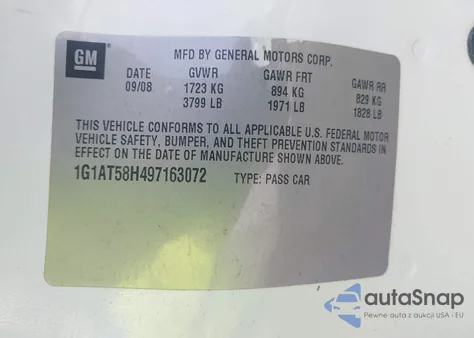 GM
MFD BY GENERAL MOTORS CORP.
DATE GVWR GAWR FRT GAWR RR
09/08 1723 KG 894 KG 829 KG
3799 LB 1971 LB 1828 LB
THIS VEHICLE CONFORMS TO ALL APPLICABLE U.S. FEDERAL MOTOR
VEHICLE SAFETY, BUMPER, AND THEFT PREVENTION STANDARDS IN
EFFECT ON THE DATE OF MANUFACTURE SHOWN ABOVE.
1G1AT58H497163072 TYPE: PASS CAR
autoSnap
Pewne auta z aukcji USA i EU